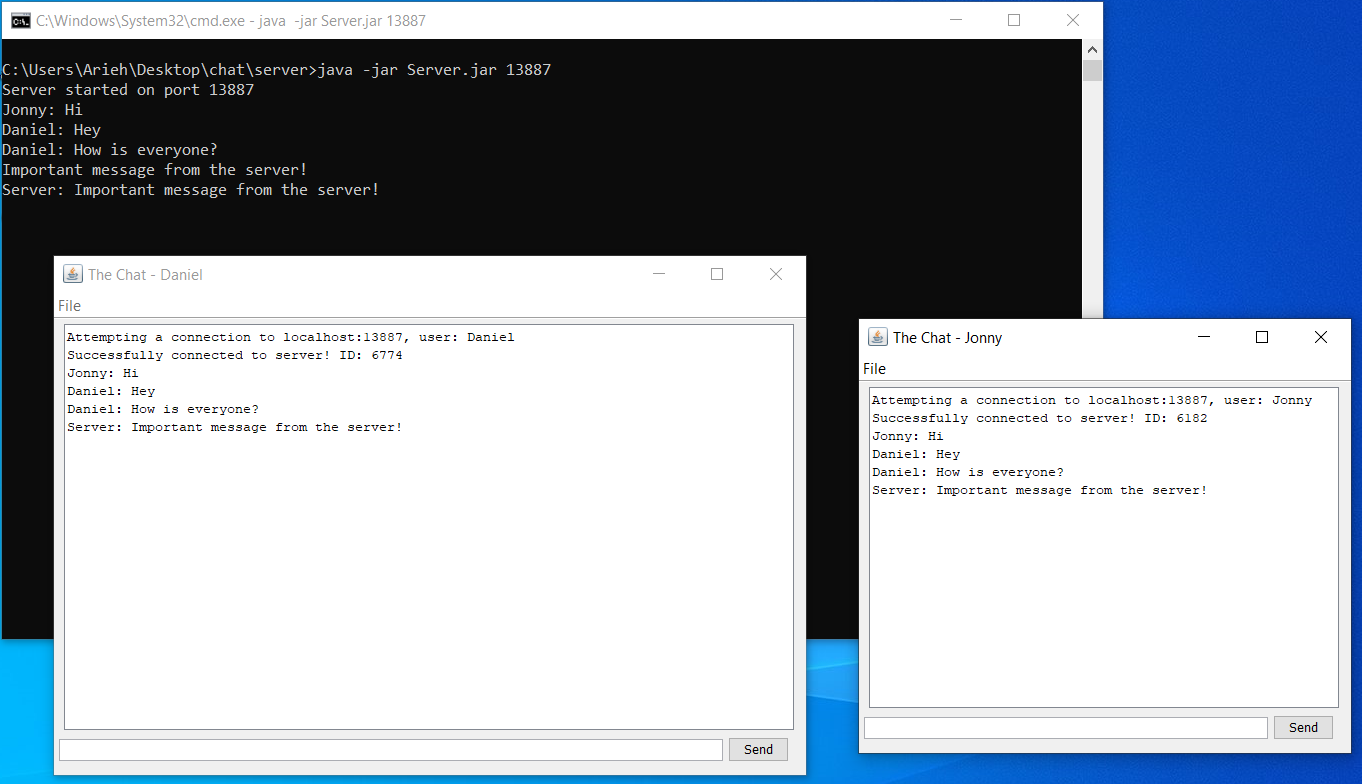 C:\Windows\System32\cmd.exe - java  -jar Server.jar 13887
C:\Users\Arieh\Desktop\chat\server>java -jar Server.jar 13887
Server started on port 13887
Jonny: Hi
Daniel: Hey
Daniel: How is everyone?
Important message from the server!
Server: Important message from the server!
The Chat - Daniel
File
Attempting a connection to localhost:13887, user: Daniel
Successfully connected to server! ID: 6774
Jonny: Hi
Daniel: Hey
Daniel: How is everyone?
Server: Important message from the server!
Send
The Chat - Jonny
File
Attempting a connection to localhost:13887, user: Jonny
Successfully connected to server! ID: 6182
Jonny: Hi
Daniel: Hey
Daniel: How is everyone?
Server: Important message from the server!
Send